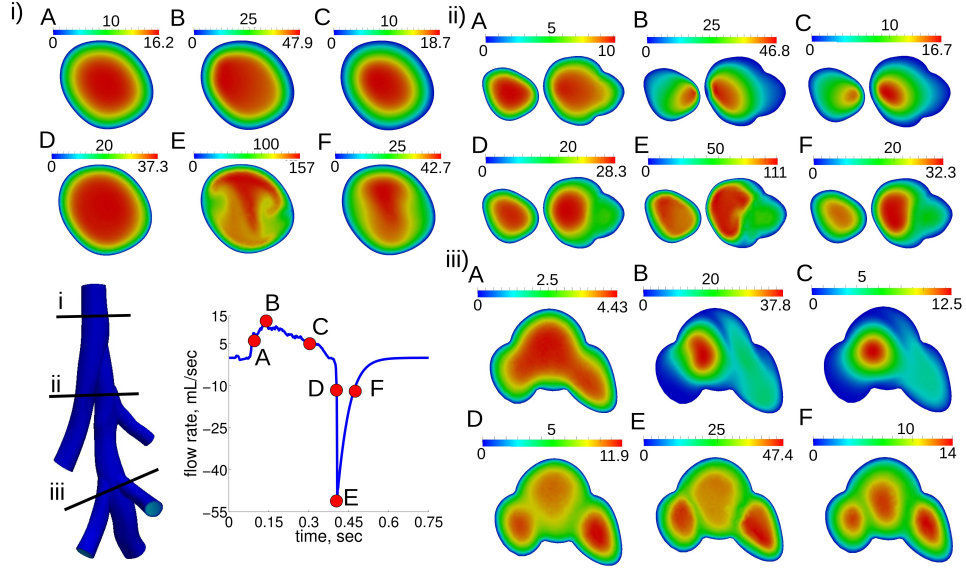 i)
A
10
0
16.2
B
25
0
47.9
C
10
0
18.7
D
20
0
37.3
E
100
0
157
F
25
0
42.7
ii)
A
5
0
10
B
25
0
46.8
C
10
0
16.7
D
20
0
28.3
E
50
0
111
F
20
0
32.3
iii)
A
2.5
0
4.43
B
20
0
37.8
C
5
0
12.5
D
5
0
11.9
E
25
0
47.4
F
10
0
14
i
ii
iii
flow rate, mL/sec
15
5
−10
−25
−40
−55
0
0.15
0.3
0.45
0.6
0.75
time, sec
A
B
C
D
E
F